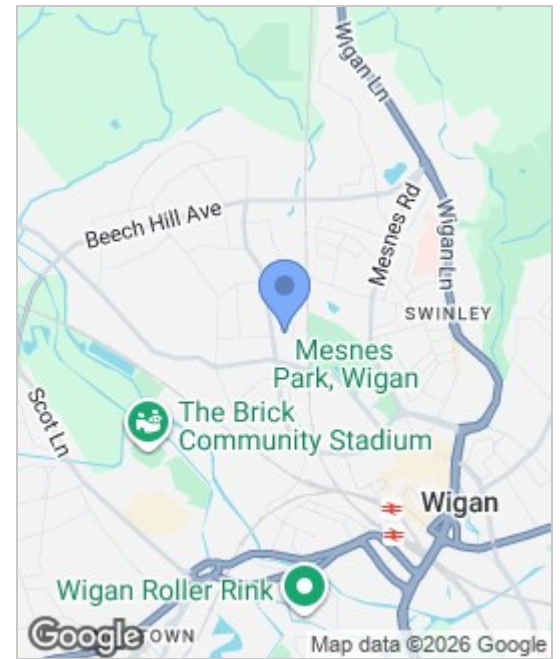 Wigan Ln
Beech Hill Ave
Mesnes Rd
Wigan Ln
SWINLEY
Mesnes
Park, Wigan
Scot Ln
The Brick
Community Stadium
Wigan
Wigan Roller Rink
Google
TOWN
Map data ©2026 Google